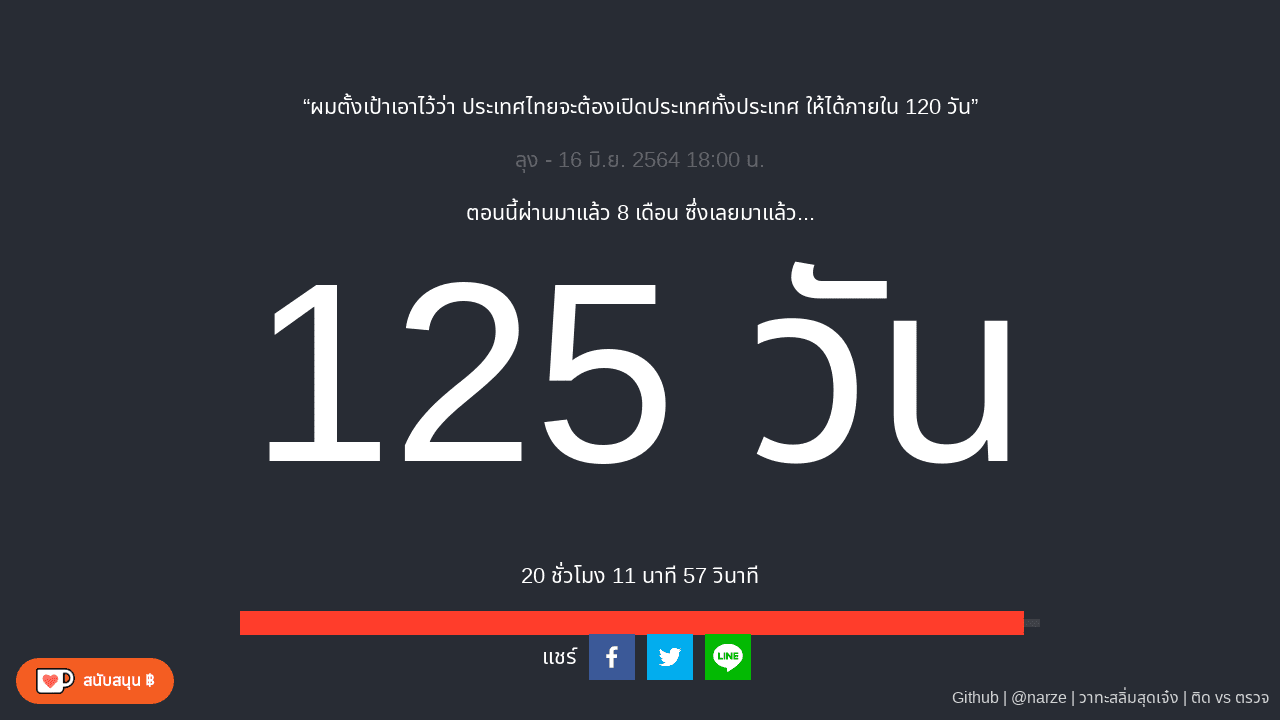 “ผมตั้งเป้าเอาไว้ว่า ประเทศไทยจะต้องเปิดประเทศทั้งประเทศ ให้ได้ภายใน 120 วัน”
ลุง - 16 มิ.ย. 2564 18:00 น.
ตอนนี้ผ่านมาแล้ว 8 เดือน ซึ่งเลยมาแล้ว...
125 วัน
20 ชั่วโมง 11 นาที 57 วินาที
แชร์
LINE
สนับสนุน ฿
Github | @narze | วาทะสลิ่มสุดเจ๋ง | ติด vs ตรวจ